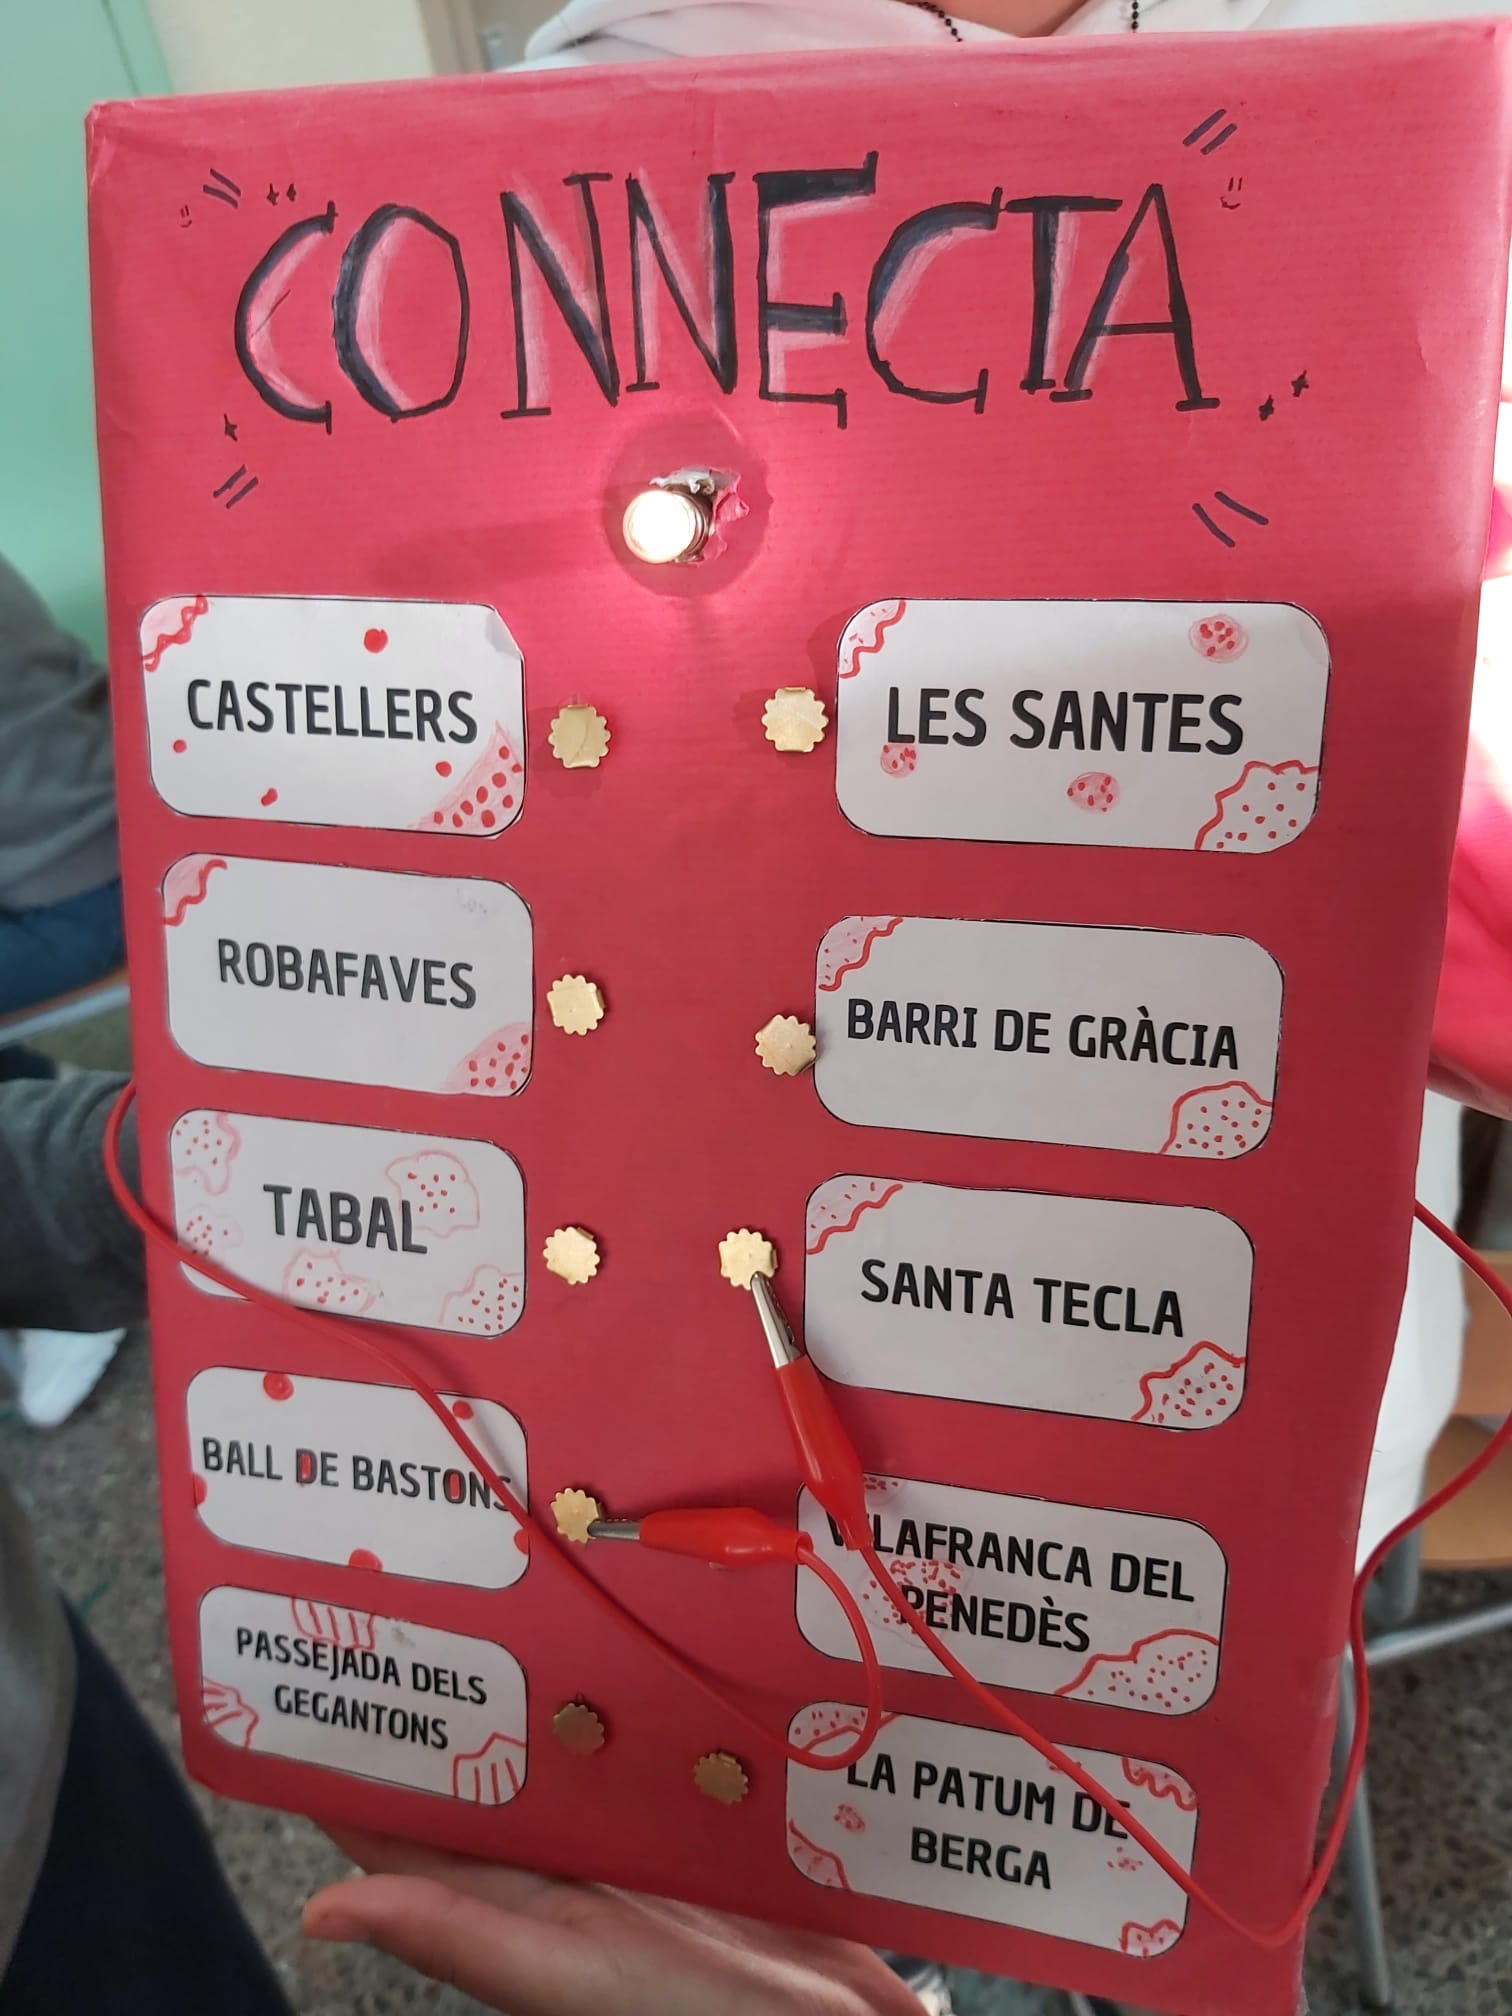 CONNECTA
CASTELLERS
ROBAFAVES
TABAL
BALL DE BASTONS
PASSEJADA DELS
GEGANTONS
LES SANTES
BARRI DE GRÀCIA
SANTA TECLA
VILAFRANCA DEL
PENEDÈS
LA PATUM DE
BERGA